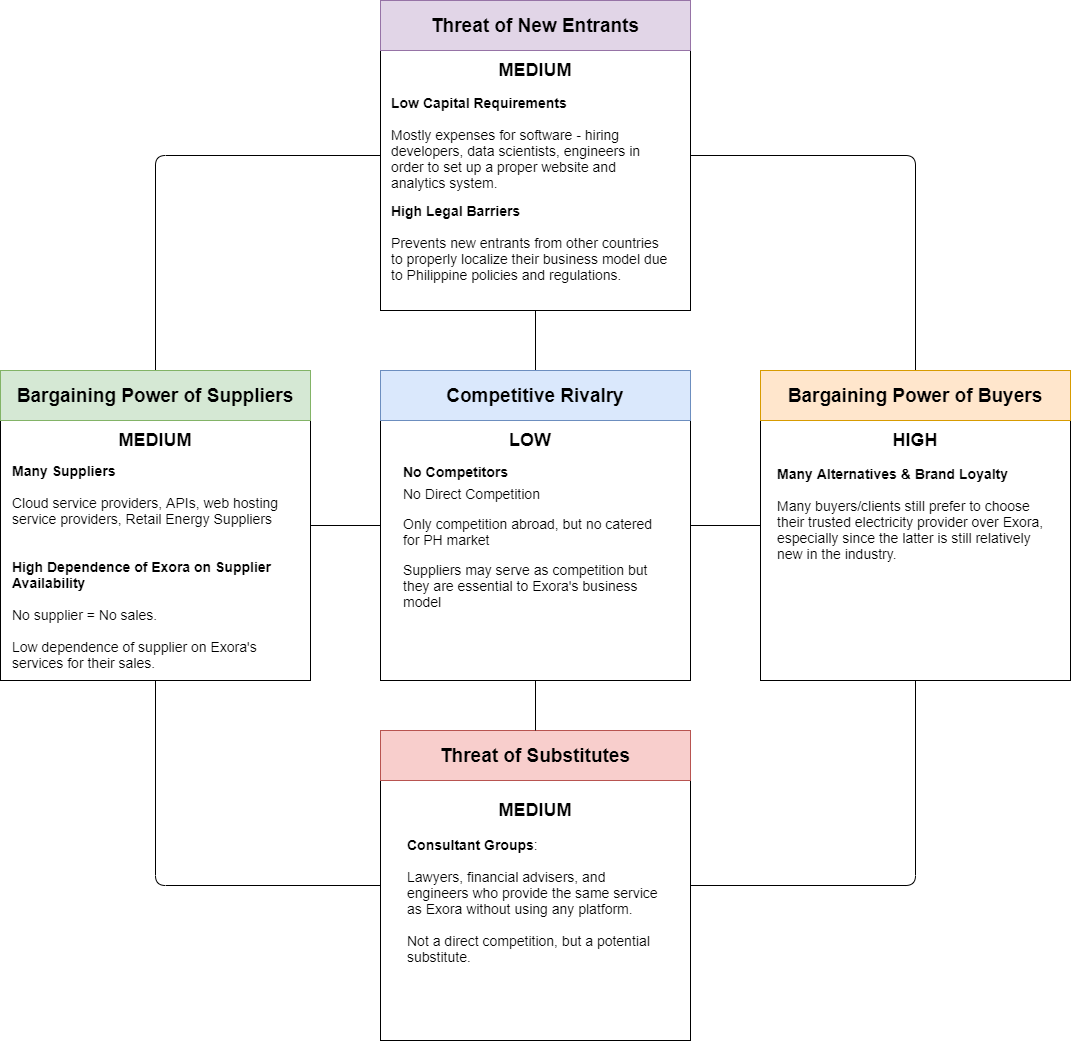 Threat of New Entrants
MEDIUM
Low Capital Requirements
Mostly expenses for software - hiring
developers, data scientists, engineers in
order to set up a proper website and
analytics system.
High Legal Barriers
Prevents new entrants from other countries
to properly localize their business model due
to Philippine policies and regulations.
Bargaining Power of Suppliers
MEDIUM
Many Suppliers
Cloud service providers, APIs, web hosting
service providers, Retail Energy Suppliers
High Dependence of Exora on Supplier
Availability
No supplier = No sales.
Low dependence of supplier on Exora's
services for their sales.
Competitive Rivalry
LOW
No Competitors
No Direct Competition
Only competition abroad, but no catered
for PH market
Suppliers may serve as competition but
they are essential to Exora's business
model
Bargaining Power of Buyers
HIGH
Many Alternatives & Brand Loyalty
Many buyers/clients still prefer to choose
their trusted electricity provider over Exora,
especially since the latter is still relatively
new in the industry.
Threat of Substitutes
MEDIUM
Consultant Groups:
Lawyers, financial advisers, and
engineers who provide the same service
as Exora without using any platform.
Not a direct competition, but a potential
substitute.